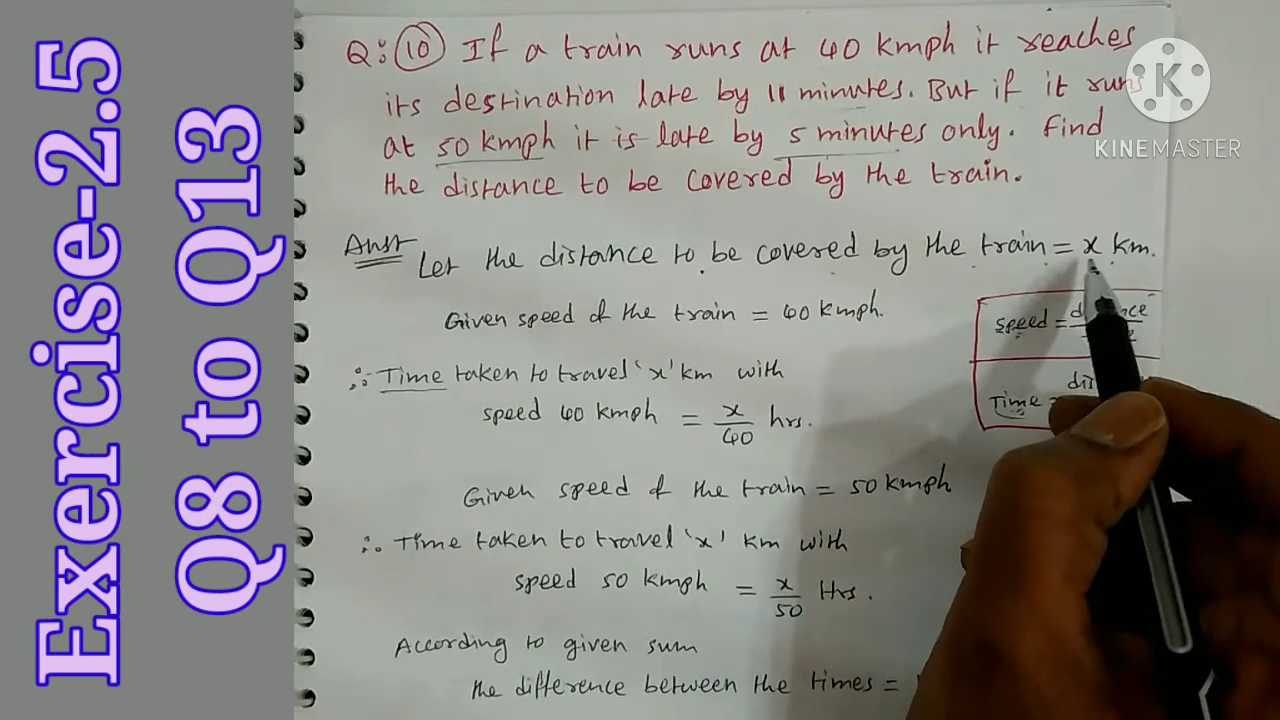 Exercise-2.5
Q8 to Q13
Q: 10 If a train runs at 40 kmph it reaches
its destination late by 11 minutes. But if it runs
at 50 kmph it is late by 5 minutes only. Find
the distance to be covered by the train.
K
KINEMASTER
Ans:
Let the distance to be covered by the train = x km.
Given speed of the train = 40 kmph.
speed =
∴ Time taken to travel 'x' km with
Time =
speed 40 kmph = x/40 hrs.
Given speed of the train = 50 kmph
∴ Time taken to travel 'x' km with
speed 50 kmph = x/50 Hrs.
According to given sum
the difference between the times =